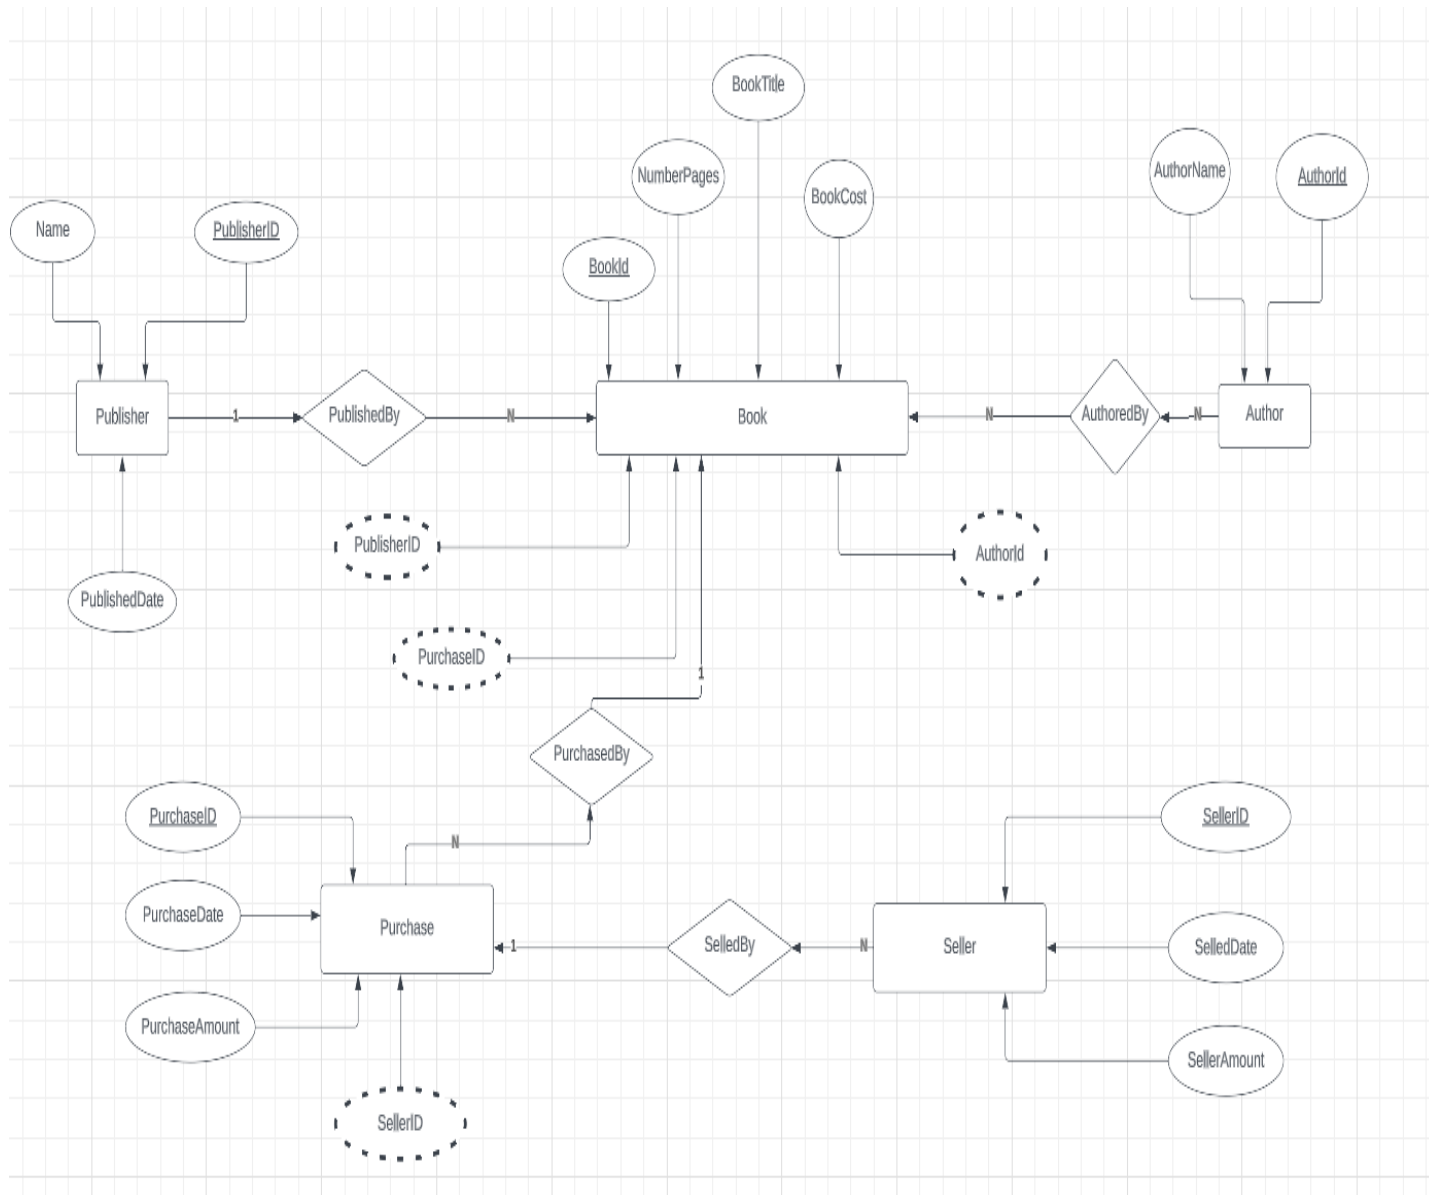 BookTitle
NumberPages
AuthorName
AuthorId
BookCost
Name
PublisherID
BookId
Publisher
1
PublishedBy
N
Book
N
AuthoredBy
N
Author
PublisherID
AuthorId
PublishedDate
PurchaseID
1
PurchasedBy
PurchaseID
SellerID
N
PurchaseDate
Purchase
1
SelledBy
N
Seller
SelledDate
PurchaseAmount
SellerAmount
SellerID